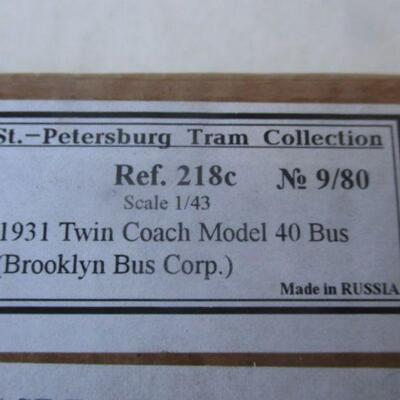 St.-Petersburg Tram Collection
Ref. 218c № 9/80
Scale 1/43
1931 Twin Coach Model 40 Bus
(Brooklyn Bus Corp.)
Made in RUSSIA